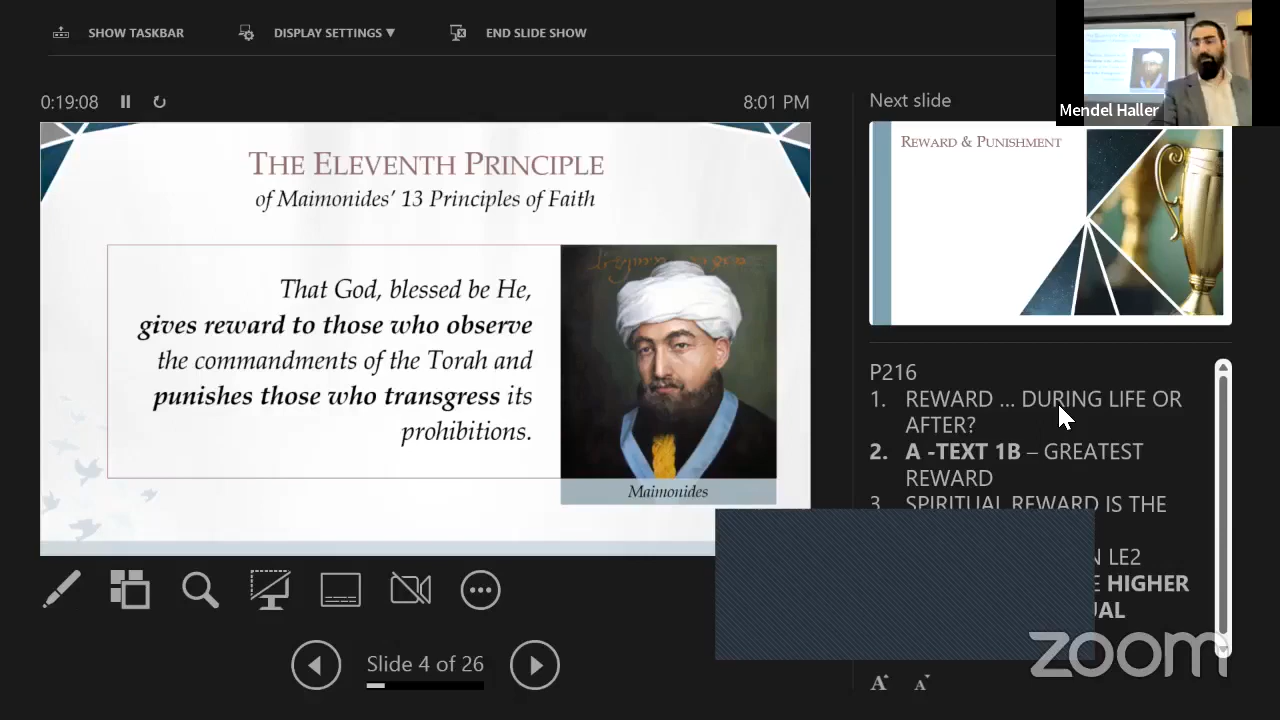 SHOW TASKBAR
DISPLAY SETTINGS ▼
END SLIDE SHOW
Mendel Haller
0:19:08
8:01 PM
THE ELEVENTH PRINCIPLE
of Maimonides' 13 Principles of Faith
That God, blessed be He,
gives reward to those who observe
the commandments of the Torah and
punishes those who transgress its
prohibitions.
Maimonides
Slide 4 of 26
Next slide
REWARD & PUNISHMENT
P216
1. REWARD ... DURING LIFE OR
AFTER?
2. A -TEXT 1B – GREATEST
REWARD
3. SPIRITUAL REWARD IS THE
LE2
HIGHER
zoom
A
A